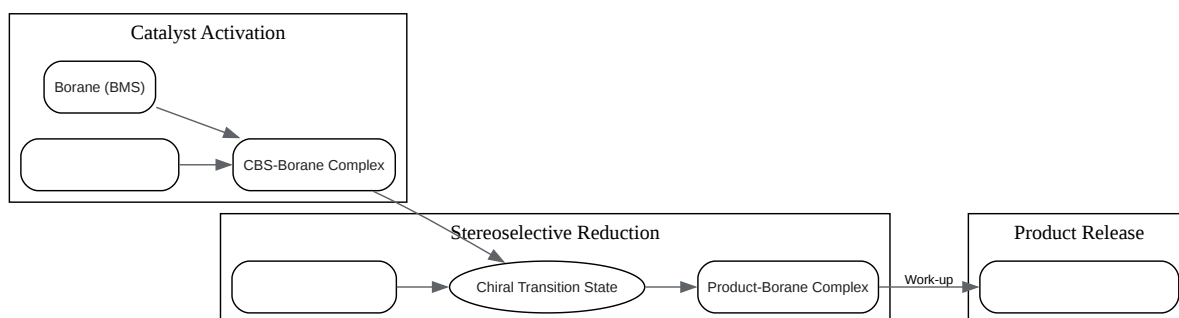 Catalyst Activation
Borane (BMS)
CBS-Borane Complex
Stereoselective Reduction
Product Release
Chiral Transition State
Product-Borane Complex
Work-up